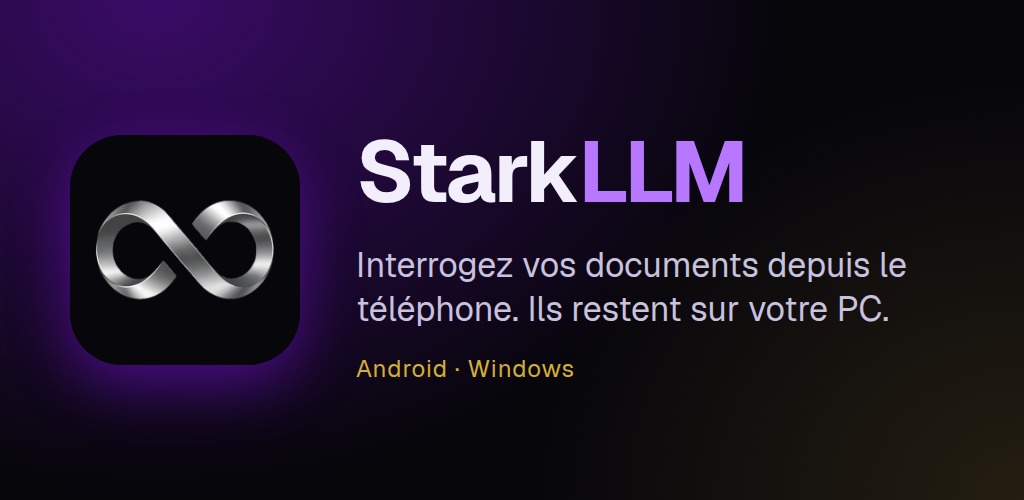 StarkLLM
Interrogez vos documents depuis le
téléphone. Ils restent sur votre PC.
Android · Windows